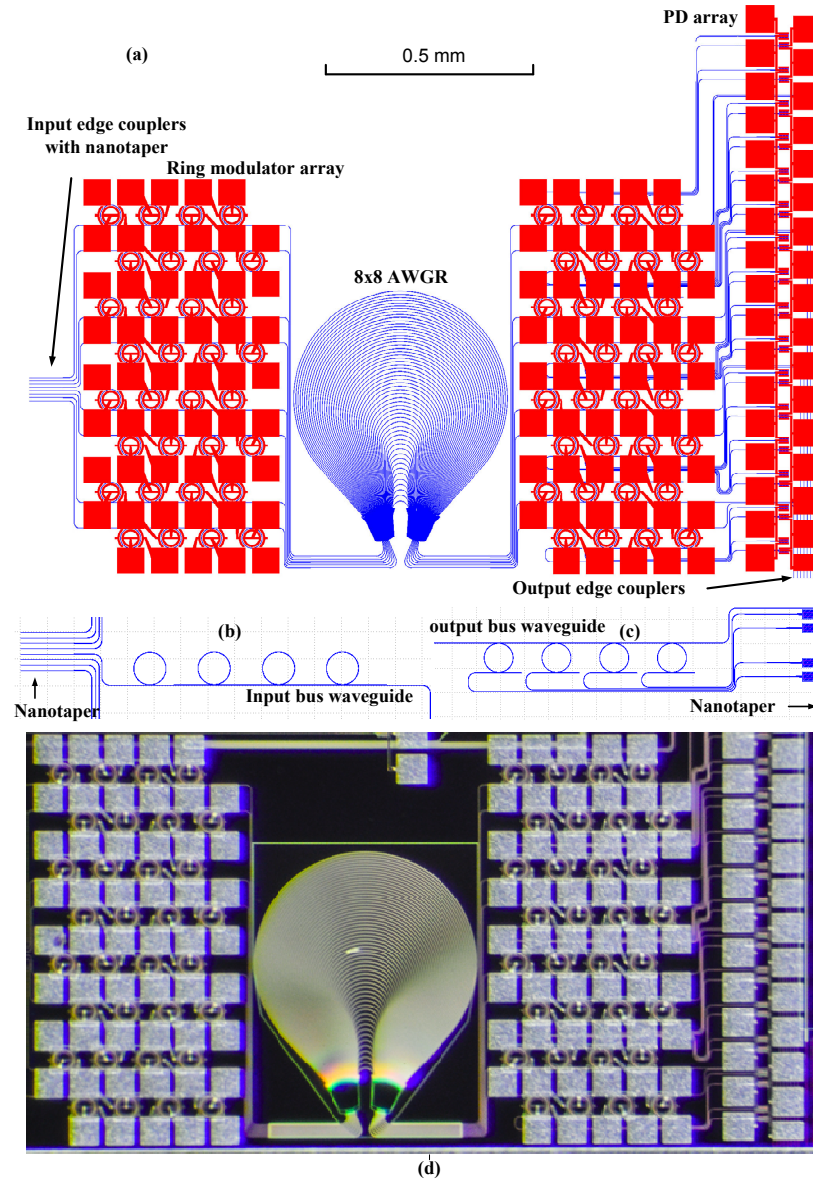 PD array
(a)
0.5 mm
Input edge couplers
with nanotaper
Ring modulator array
8x8 AWGR
Output edge couplers
(b)
(c)
output bus waveguide
Input bus waveguide
Nanotaper
Nanotaper
(d)